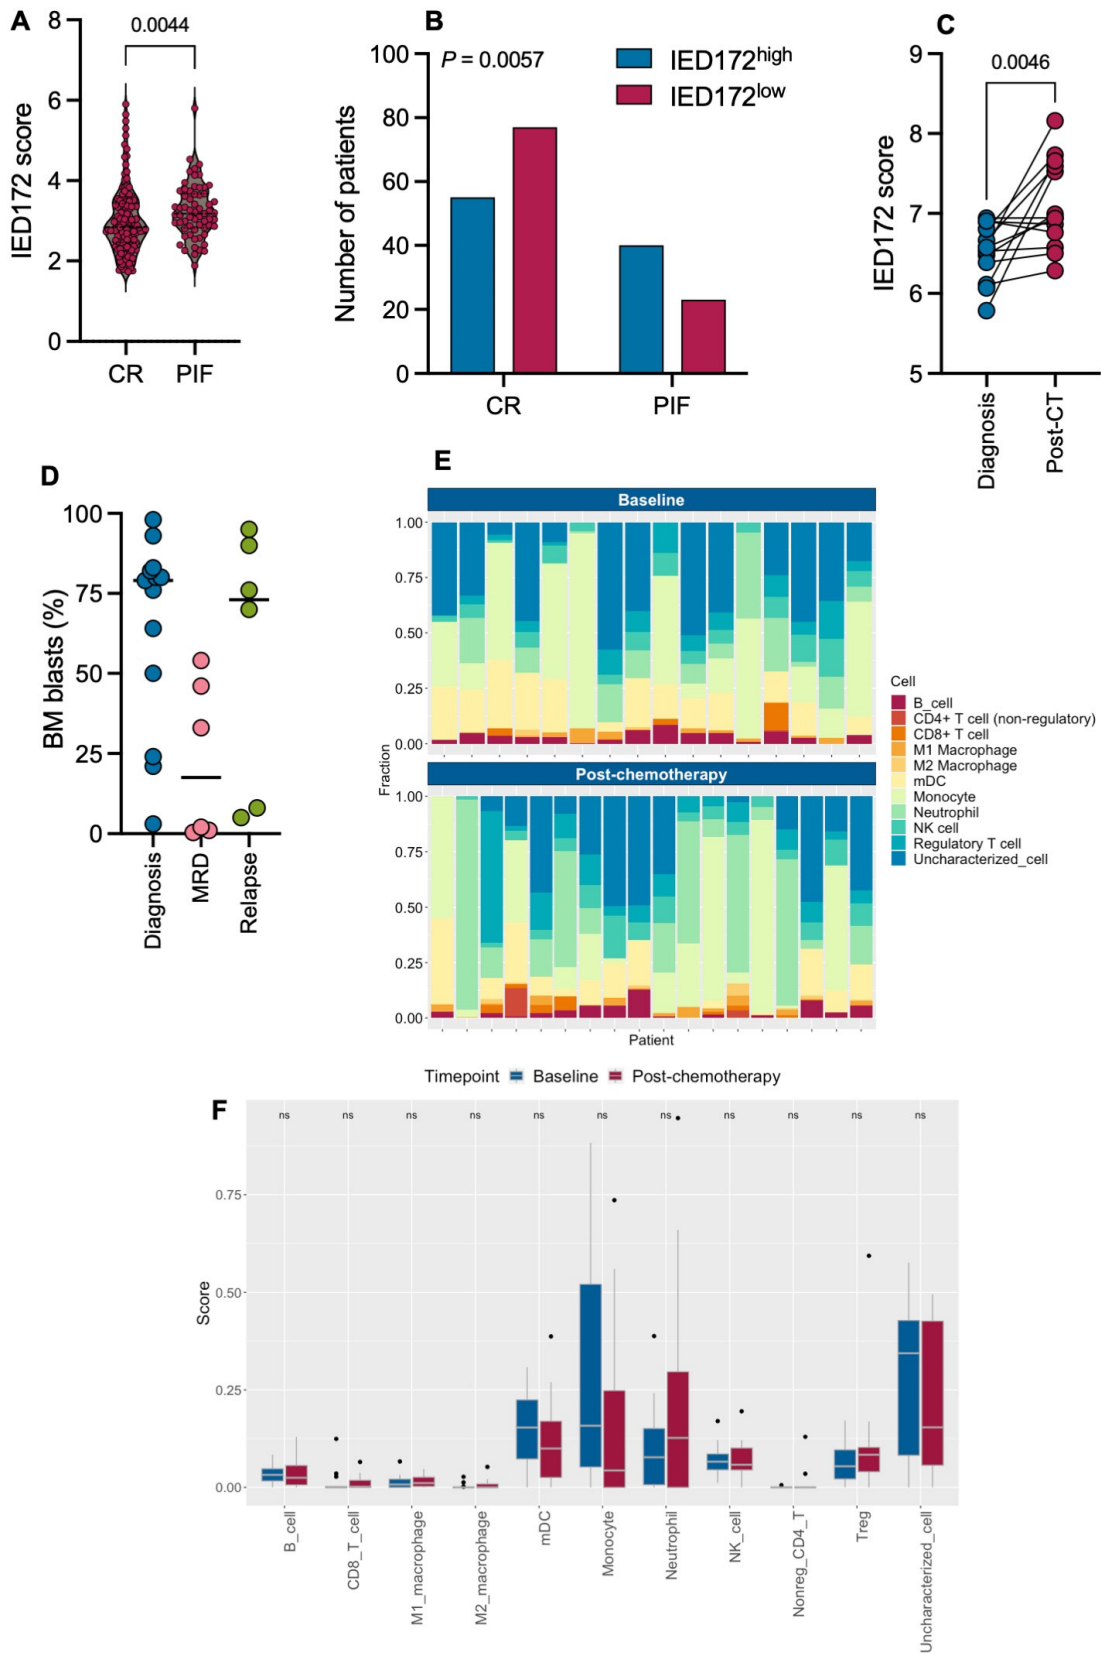 A
0.0044
8
6
4
2
0
IED172 score
CR
PIF
B
P = 0.0057
IED172high
IED172low
100
80
60
40
20
0
Number of patients
CR
PIF
C
0.0046
9
8
7
6
5
IED172 score
Diagnosis
Post-CT
D
100
75
50
25
0
BM blasts (%)
Diagnosis
MRD
Relapse
E
Baseline
1.00
0.75
0.50
0.25
0.00
Fraction
Post-chemotherapy
1.00
0.75
0.50
0.25
0.00
Patient
Cell
B_cell
CD4+ T cell (non-regulatory)
CD8+ T cell
M1 Macrophage
M2 Macrophage
mDC
Monocyte
Neutrophil
NK cell
Regulatory T cell
Uncharacterized_cell
Timepoint Baseline Post-chemotherapy
F
ns ns ns ns ns ns ns ns ns ns ns
0.75
0.50
0.25
0.00
Score
B_cell
CD8_T_cell
M1_macrophage
M2_macrophage
mDC
Monocyte
Neutrophil
NK_cell
Nonreg_CD4_T
Treg
Uncharacterized_cell